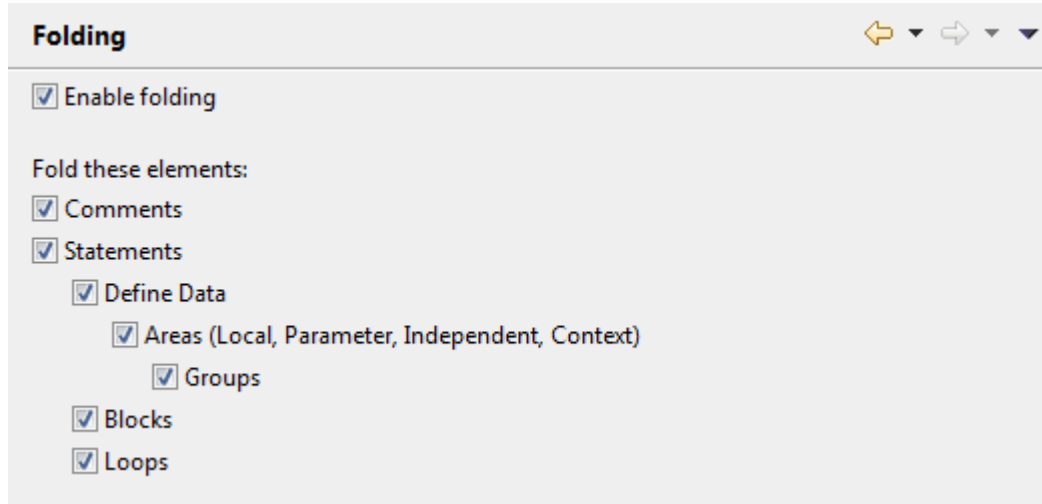 Folding
Enable folding
Fold these elements:
Comments
Statements
Define Data
Areas (Local, Parameter, Independent, Context)
Groups
Blocks
Loops